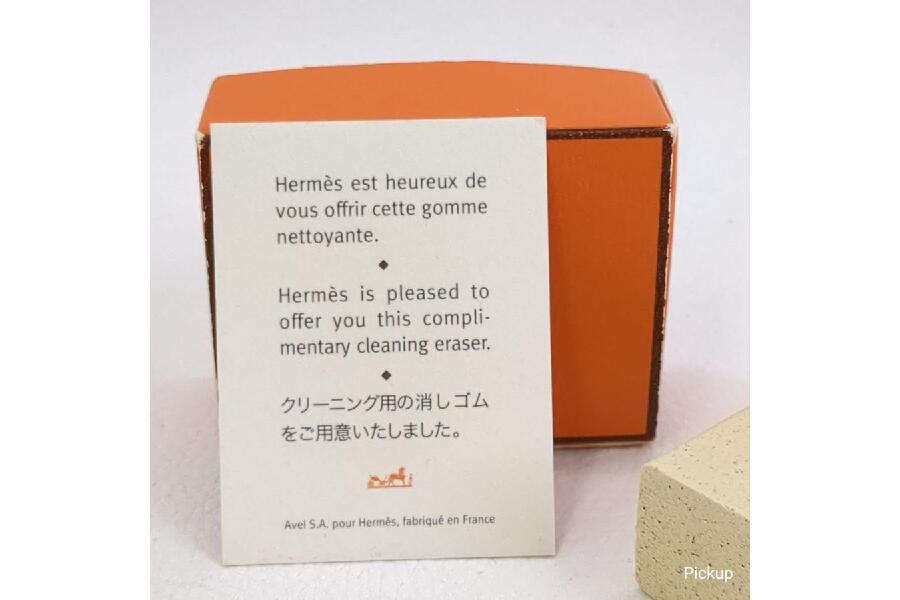 Hermès est heureux de
vous offrir cette gomme
nettoyante.
Hermès is pleased to
offer you this compli-
mentary cleaning eraser.
クリーニング用の消しゴム
をご用意いたしました。
Avel S.A. pour Hermès, fabriqué en France
Pickup